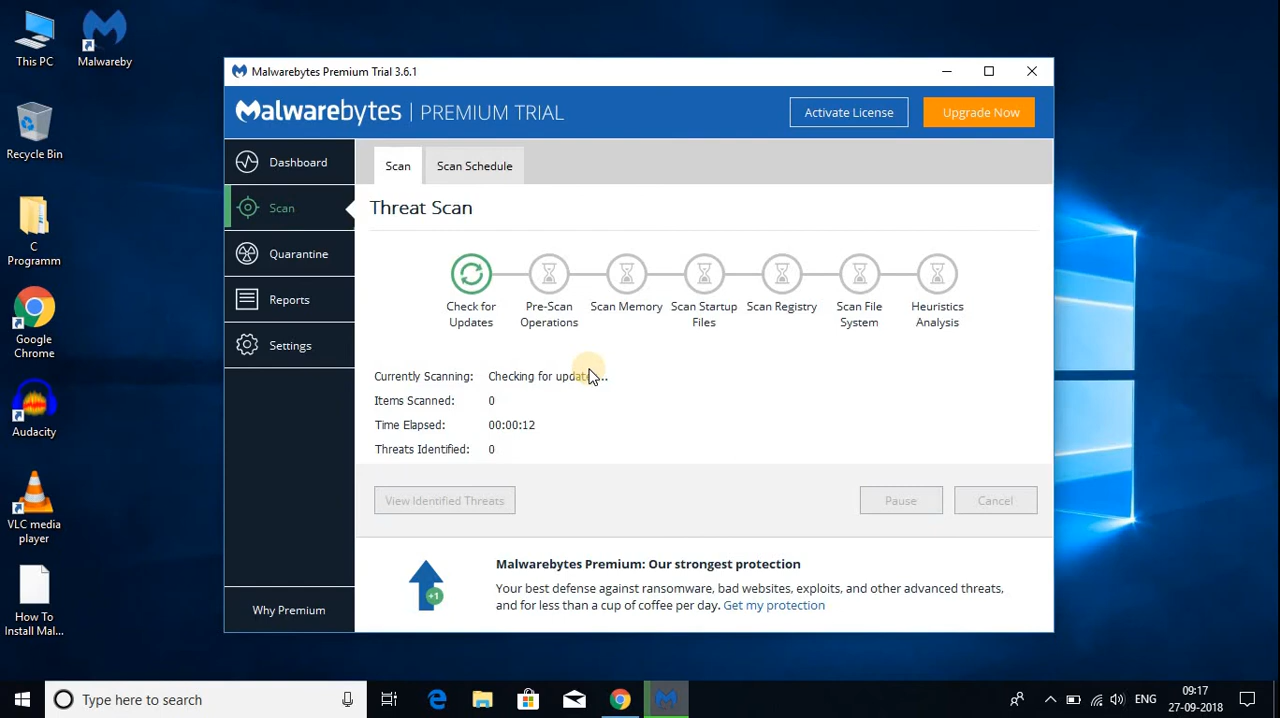 This PC
Malwareby
Recycle Bin
C
Programm
Google
Chrome
Audacity
VLC media
player
How To
Install Mal...
Malwarebytes Premium Trial 3.6.1
Malwarebytes | PREMIUM TRIAL
Activate License
Upgrade Now
Dashboard
Scan
Quarantine
Reports
Settings
Why Premium
Scan
Scan Schedule
Threat Scan
Check for
Updates
Pre-Scan
Operations
Scan Memory
Scan Startup
Files
Scan Registry
Scan File
System
Heuristics
Analysis
Currently Scanning: Checking for update...
Items Scanned: 0
Time Elapsed: 00:00:12
Threats Identified: 0
View Identified Threats
Pause
Cancel
+1
Malwarebytes Premium: Our strongest protection
Your best defense against ransomware, bad websites, exploits, and other advanced threats,
and for less than a cup of coffee per day. Get my protection
Type here to search
ENG
09:17
27-09-2018